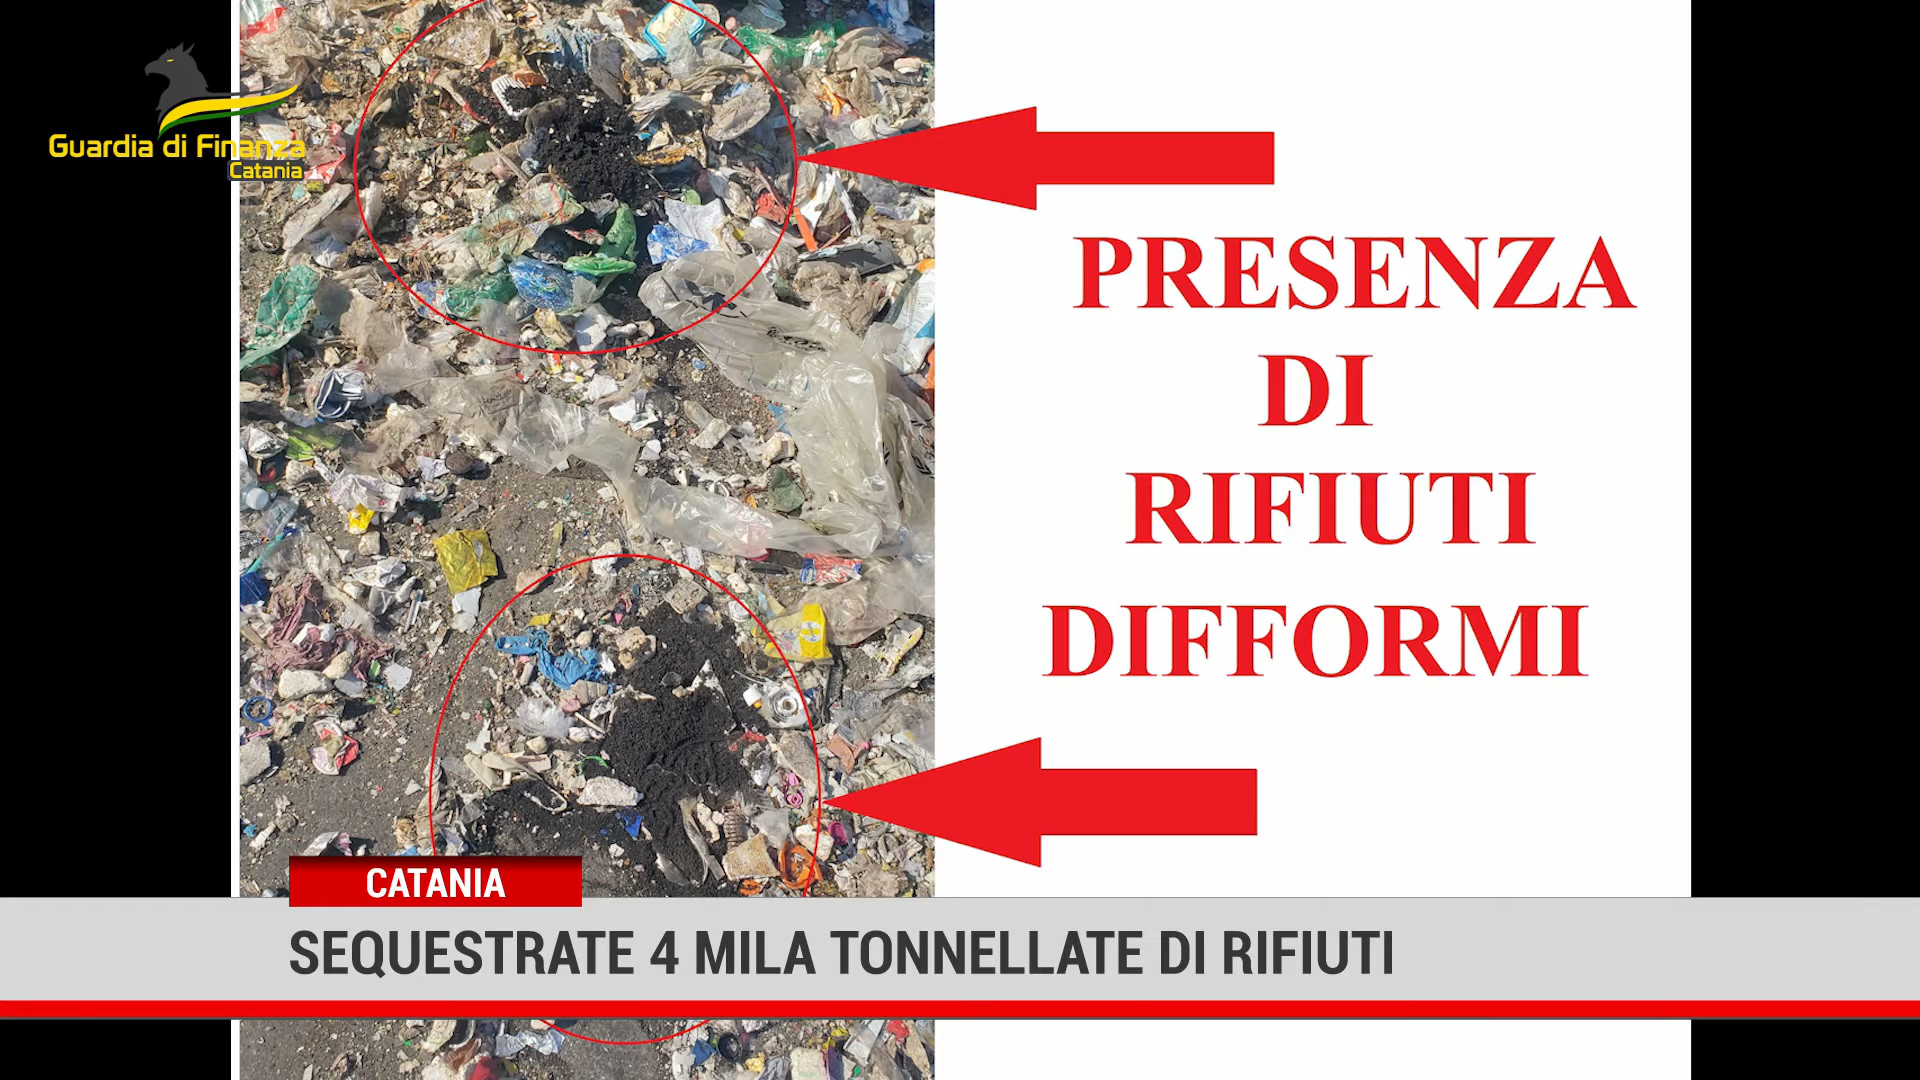 Guardia di Finanza
Catania
PRESENZA
DI
RIFIUTI
DIFFORMI
CATANIA
SEQUESTRATE 4 MILA TONNELLATE DI RIFIUTI